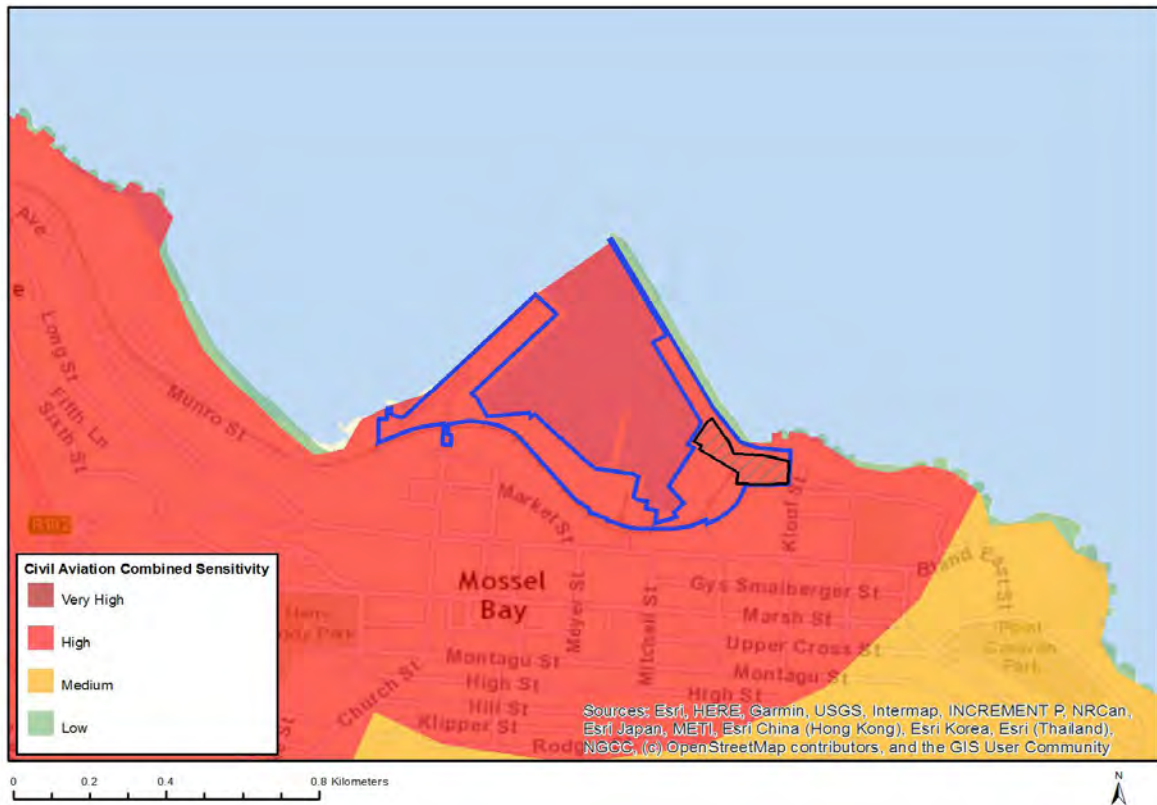 Ave
e
Long St
Fifth Ln
Sixth St
Munro St
R102
Market St
Kloof St
Mossel
Bay
Meyer St
Mitchell St
Gys Smalberger St
Marsh St
Upper Cross St
Montagu St
Bland East St
Point
Caravan
Park
Church St
Montagu St
High St
High St
Hill St
Klipper St
Civil Aviation Combined Sensitivity
Very High
High
Medium
Low
Sources: Esri, HERE, Garmin, USGS, Intermap, INCREMENT P, NRCan,
Esri Japan, METI, Esri China (Hong Kong), Esri Korea, Esri (Thailand),
NGCC, (c) OpenStreetMap contributors, and the GIS User Community
0 0.2 0.4 0.8 Kilometers
N